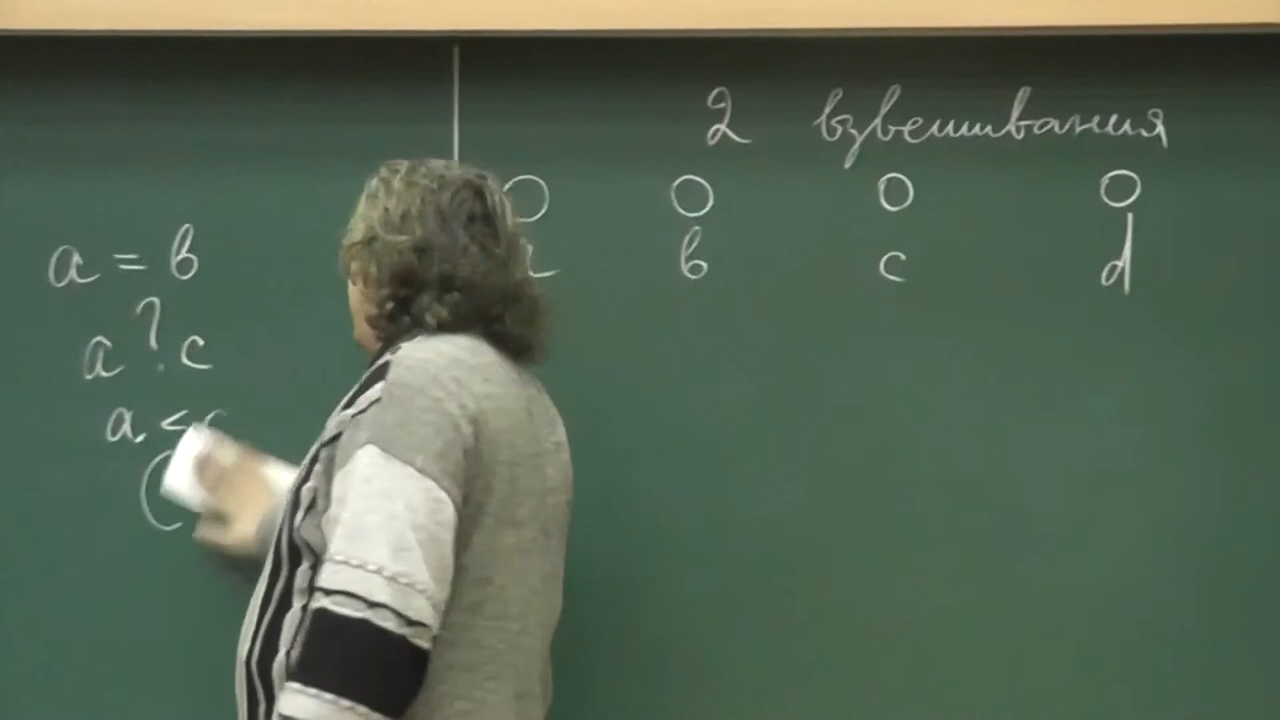 2 взвешивания
b c d
a = b
a ? c
a <
(